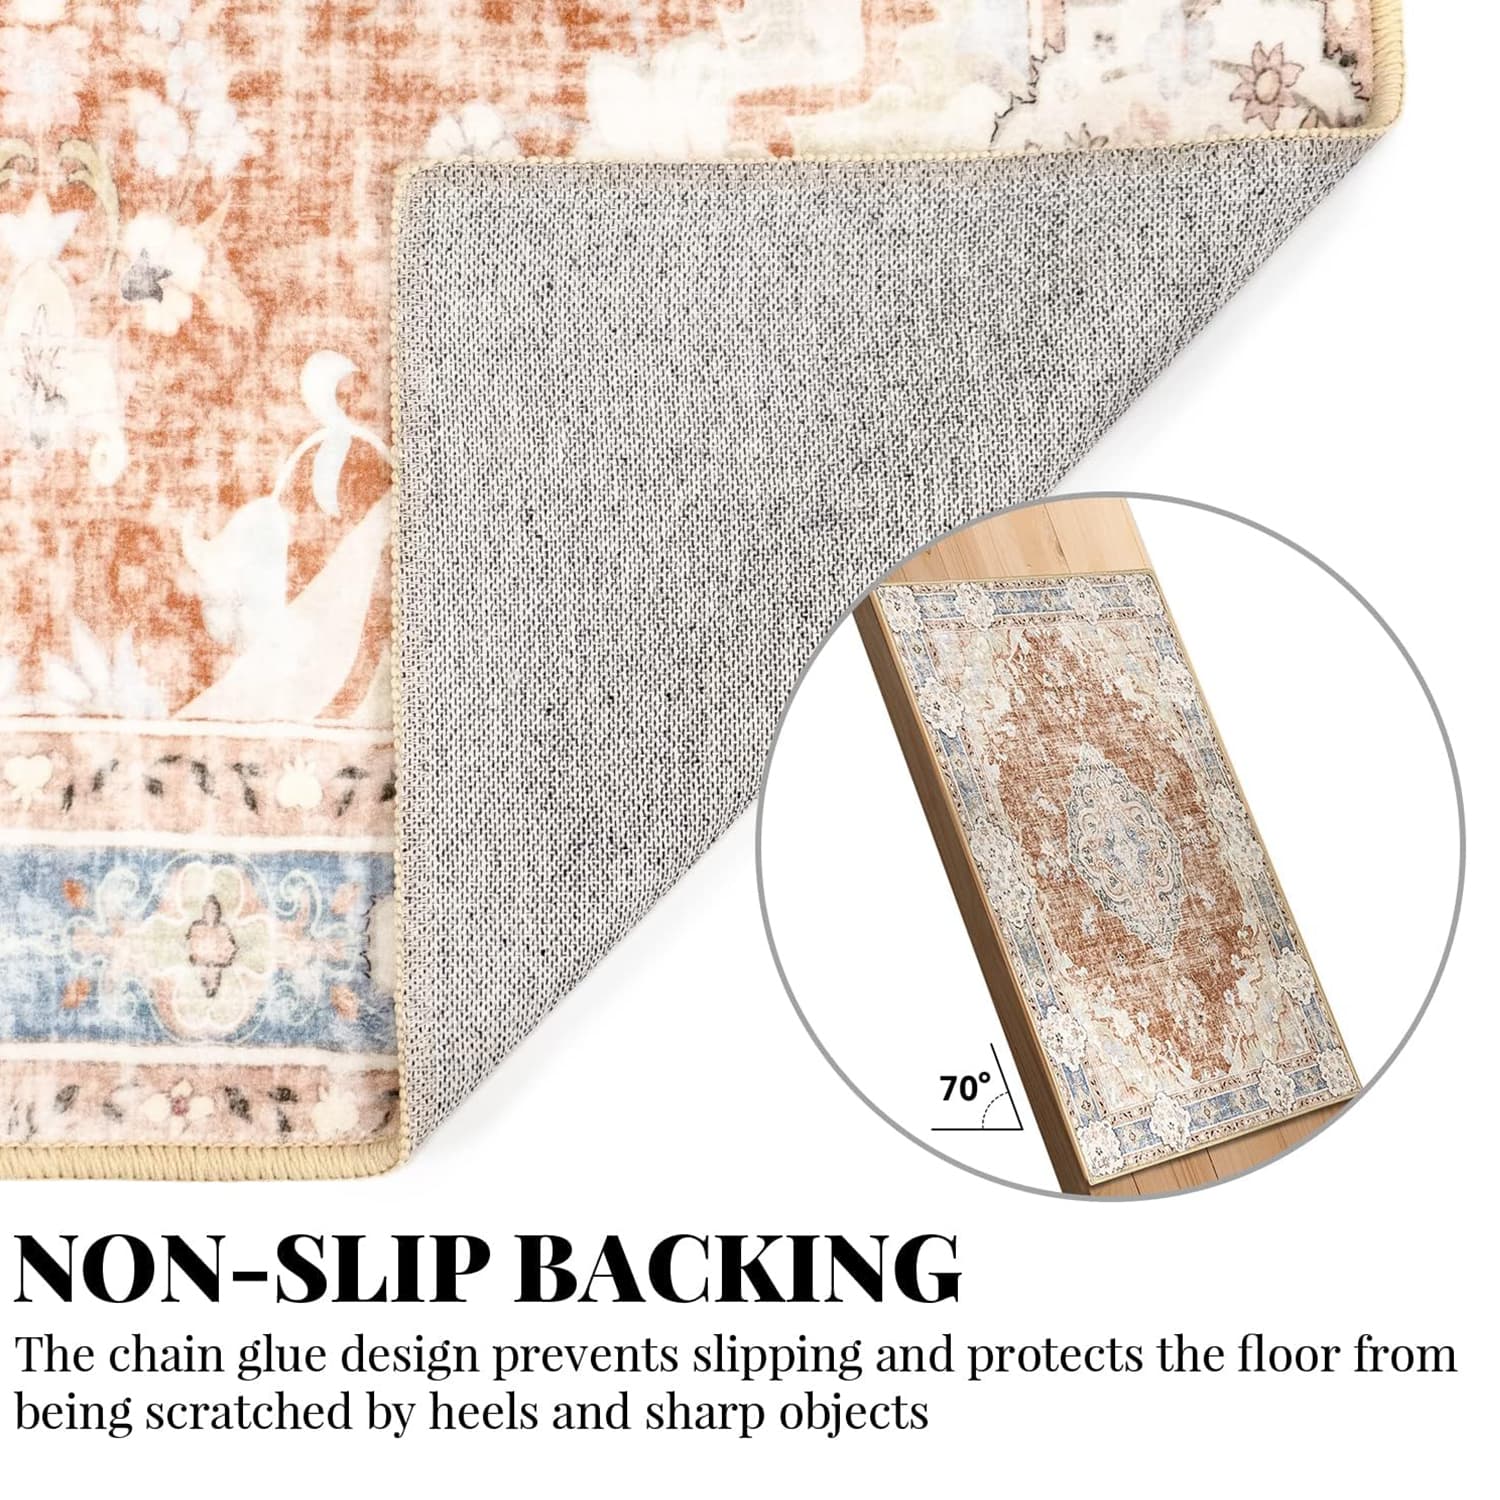 70°
NON-SLIP BACKING
The chain glue design prevents slipping and protects the floor from
being scratched by heels and sharp objects